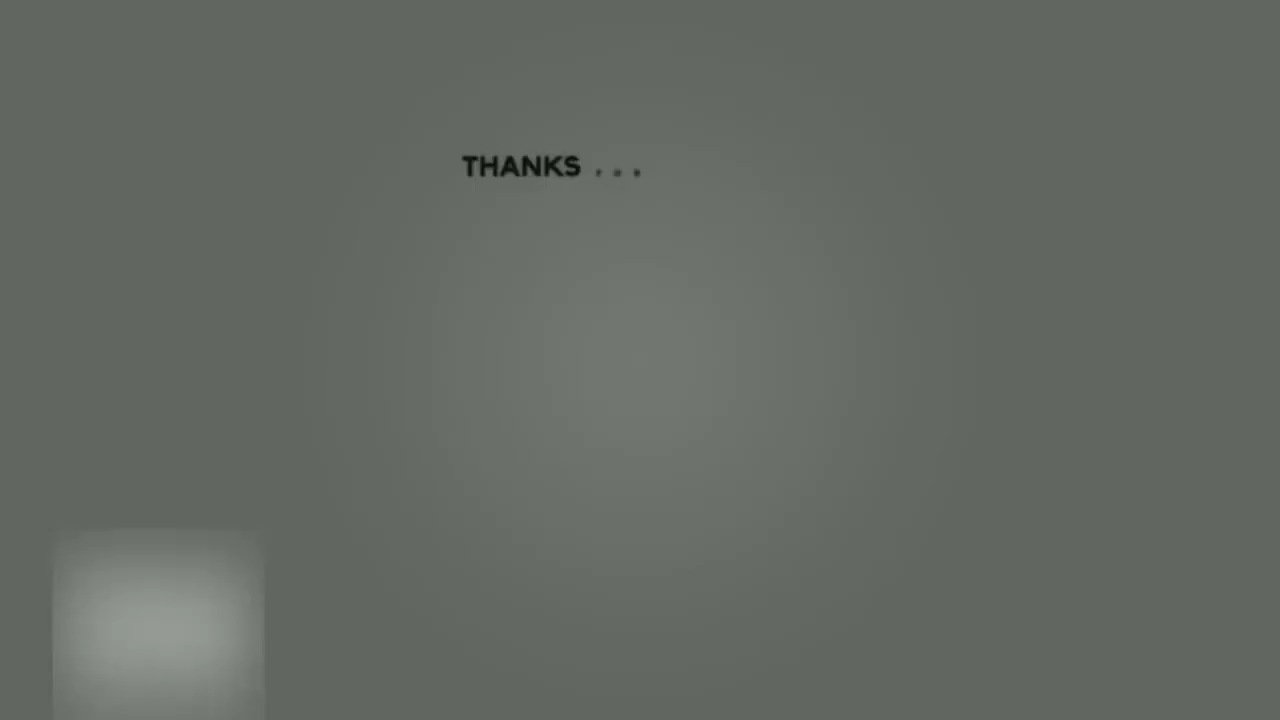 THANKS . . .